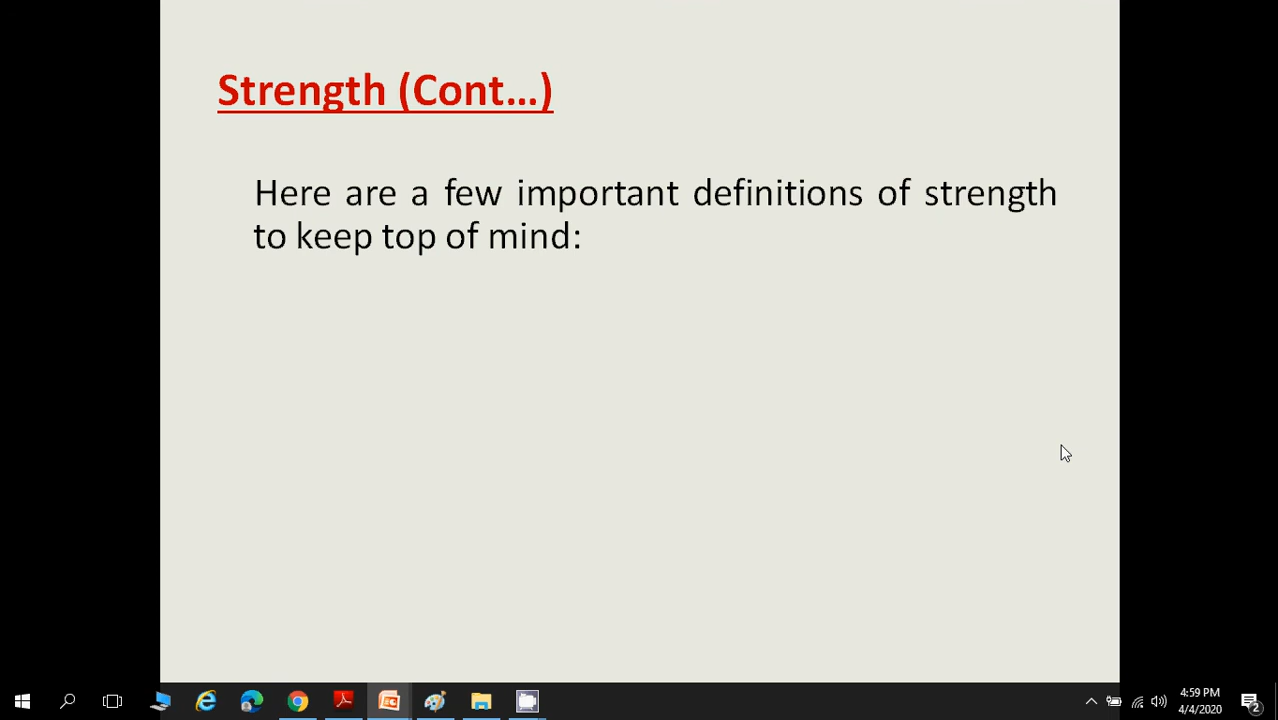 Strength (Cont...)
Here are a few important definitions of strength
to keep top of mind:
4:59 PM
4/4/2020
2